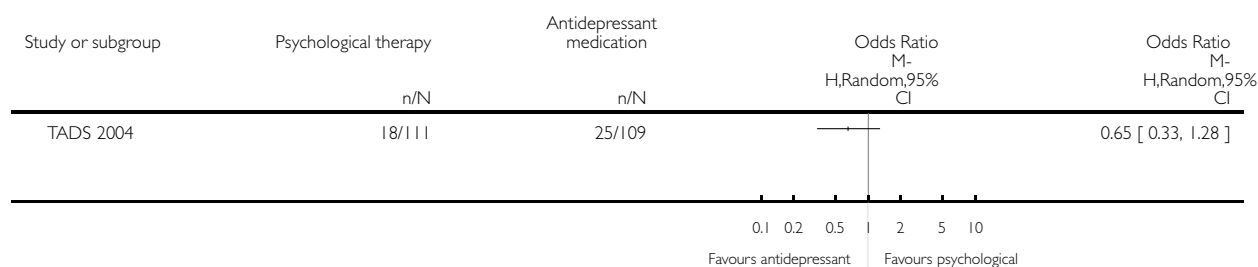 Antidepressant
Study or subgroup Psychological therapy medication Odds Ratio Odds Ratio
M- M-
H,Random,95% H,Random,95%
n/N n/N CI CI
TADS 2004 18/111 25/109 0.65 [ 0.33, 1.28 ]
0.1 0.2 0.5 1 2 5 10
Favours antidepressant Favours psychological